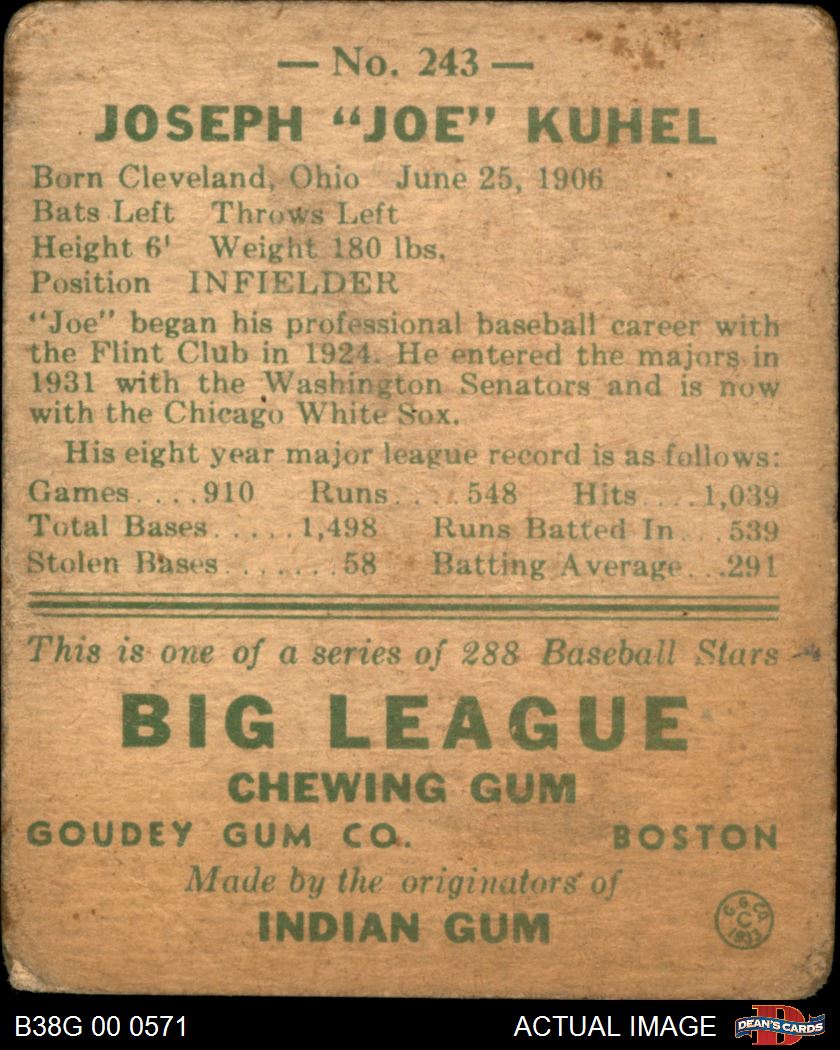 — No. 243 —
JOSEPH “JOE” KUHEL
Born Cleveland, Ohio June 25, 1906
Bats Left Throws Left
Height 6' Weight 180 lbs.
Position INFIELDER
“Joe” began his professional baseball career with
the Flint Club in 1924. He entered the majors in
1931 with the Washington Senators and is now
with the Chicago White Sox.
His eight year major league record is as follows:
Games....910 Runs....548 Hits....1,039
Total Bases.....1,498 Runs Batted In...539
Stolen Bases.......58 Batting Average...291
This is one of a series of 288 Baseball Stars
BIG LEAGUE
CHEWING GUM
GOUDEY GUM CO. BOSTON
Made by the originators of
INDIAN GUM
G. G. CO.
C
B38G 00 0571 ACTUAL IMAGE DEAN'S CARDS